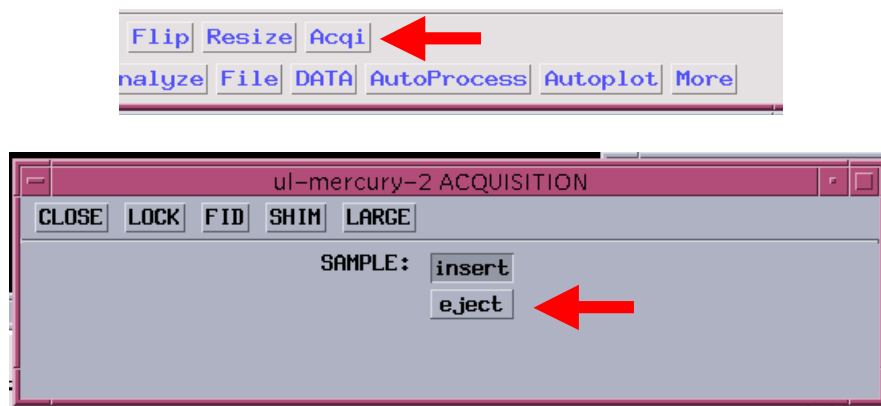 Flip Resize Acqi
nalyze File DATA AutoProcess Autoplot More
ul-mercury-2 ACQUISITION
CLOSE LOCK FID SHIM LARGE
SAMPLE: insert
eject